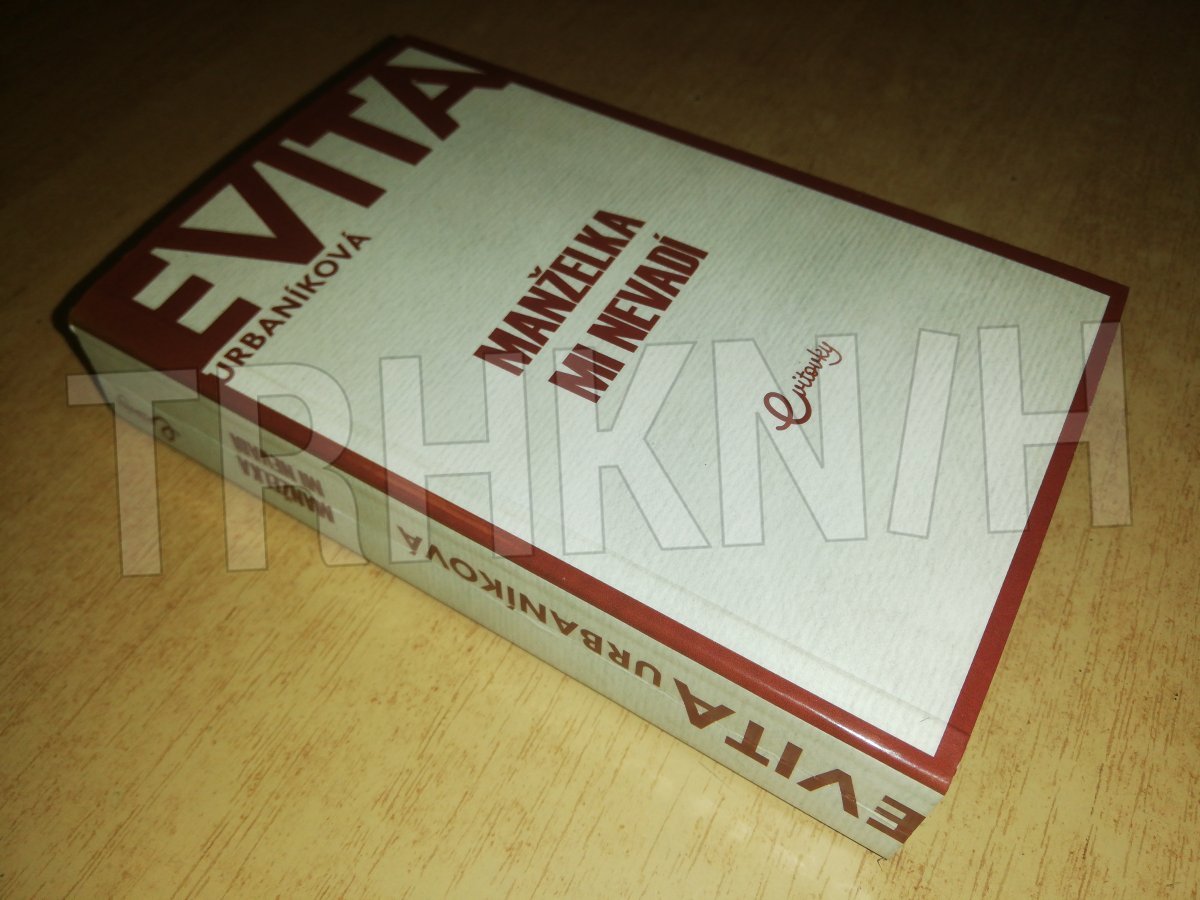 EVITA
URBANÍKOVÁ
MANŽELKA
MI NEVADÍ
evitovky
TRHKNIH
EVITA URBANÍKOVÁ
MANŽELKA
MI NEVADÍ